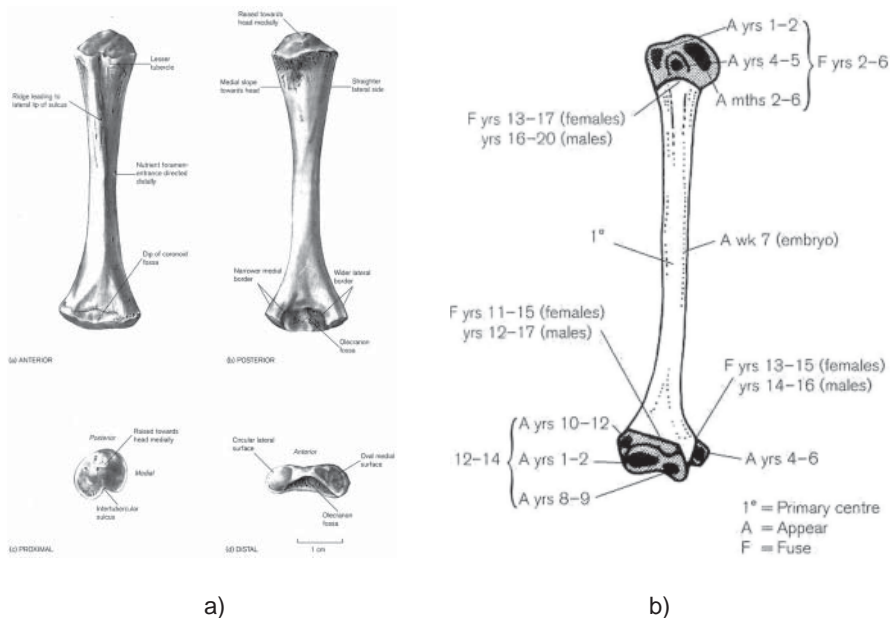 Raised towards
head medially
Lesser
tubercle
Ridge leading to
lateral lip of sulcus
Nutrient foramen-
entrance directed
distally
Dip of coronoid
fossa
(a) ANTERIOR
Raised towards
head medially
Medial slope
towards head
Straighter
lateral side
Narrower medial
border
Wider lateral
border
Olecranon
fossa
(b) POSTERIOR
Posterior
Raised towards
head medially
Medial
Intertubercular
sulcus
(c) PROXIMAL
Circular lateral
surface
Anterior
Oval medial
surface
Olecranon
fossa
(d) DISTAL
1 cm
a)
A yrs 1–2
A yrs 4–5
F yrs 2–6
A mths 2–6
F yrs 13–17 (females)
yrs 16–20 (males)
1°
A wk 7 (embryo)
F yrs 11–15 (females)
yrs 12–17 (males)
F yrs 13–15 (females)
yrs 14–16 (males)
A yrs 10–12
12–14
A yrs 1–2
A yrs 8–9
A yrs 4–6
1° = Primary centre
A = Appear
F = Fuse
b)